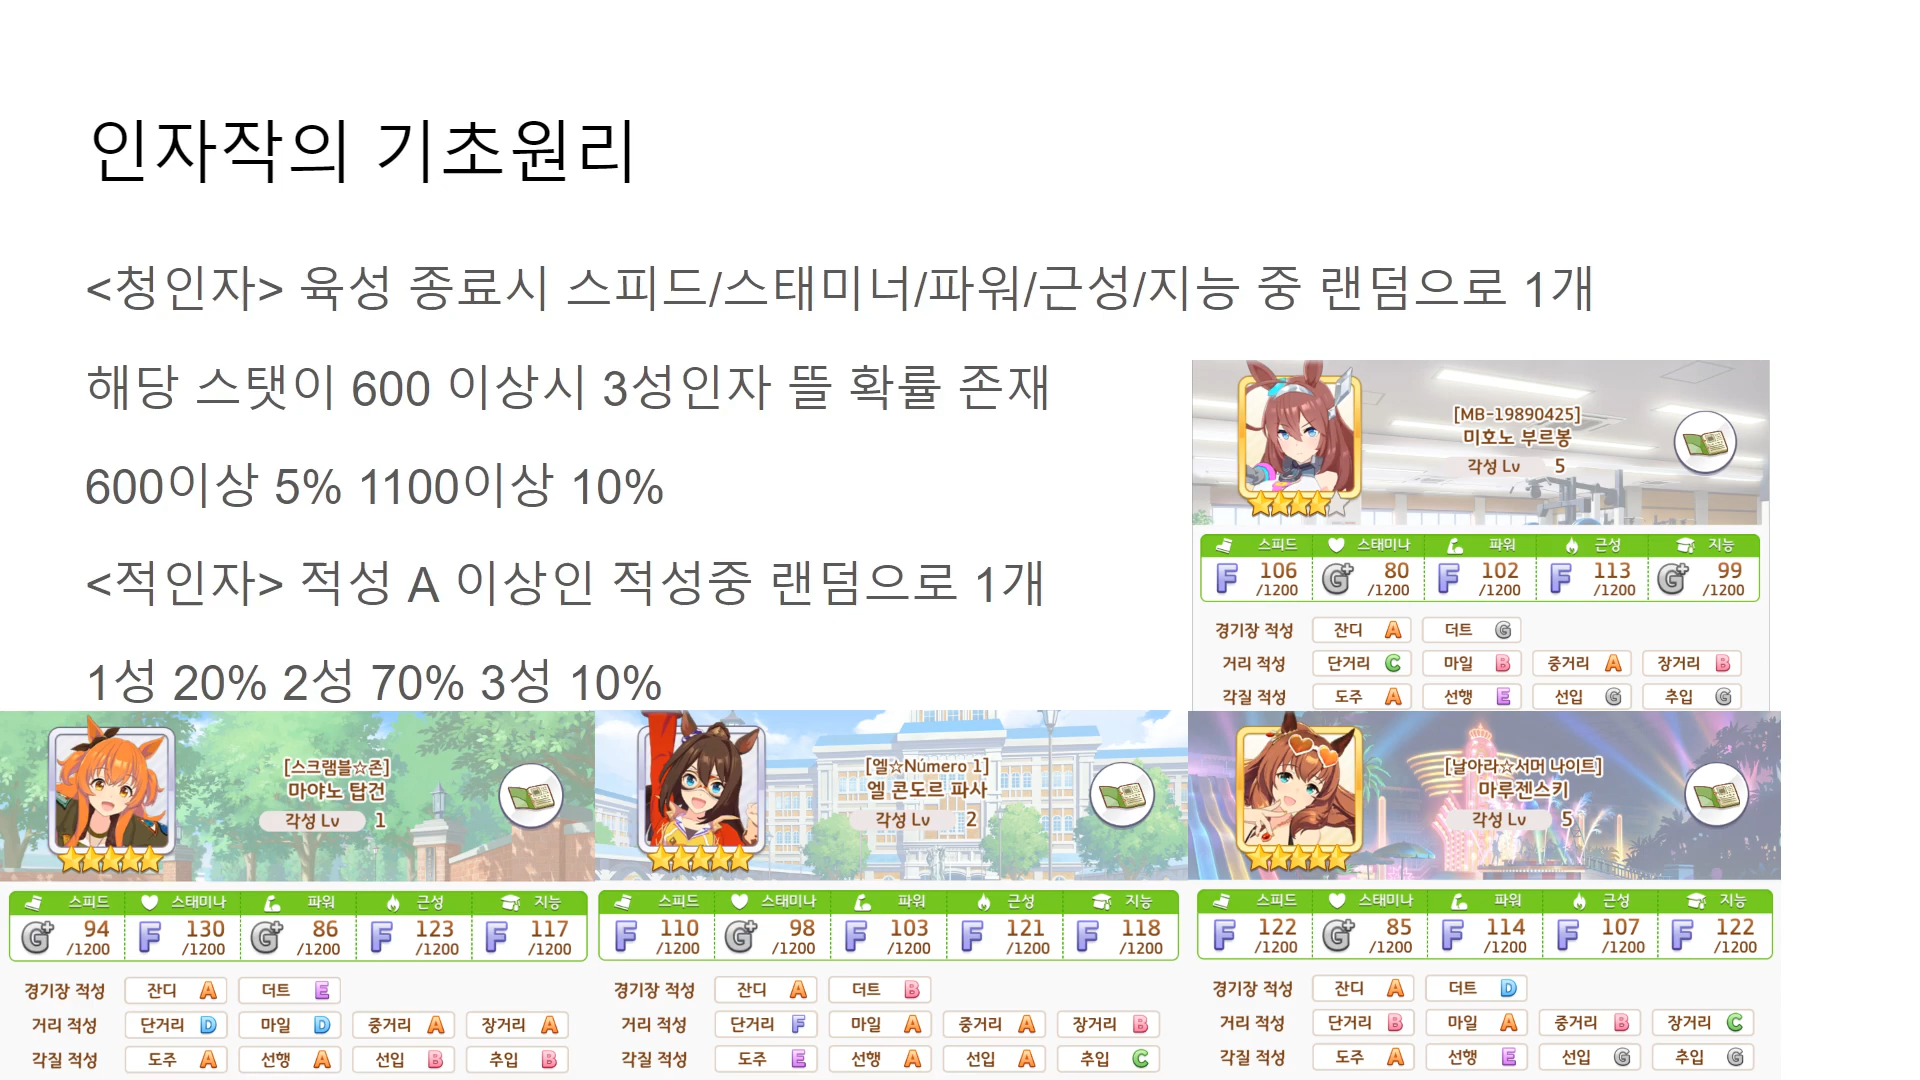 인자작의 기초원리
<청인자> 육성 종료시 스피드/스태미너/파워/근성/지능 중 랜덤으로 1개
해당 스탯이 600 이상시 3성인자 뜰 확률 존재
600이상 5% 1100이상 10%
<적인자> 적성 A 이상인 적성중 랜덤으로 1개
1성 20% 2성 70% 3성 10%
[MB-19890425]
미호노 부르봉
각성 Lv 5
스피드 스태미나 파워 근성 지능
F 106 G+ 80 F 102 F 113 G+ 99
/1200 /1200 /1200 /1200 /1200
경기장 적성 잔디 A 더트 G
거리 적성 단거리 C 마일 B 중거리 A 장거리 B
각질 적성 도주 A 선행 E 선입 G 추입 G
[스크램블☆존]
마야노 탑건
각성 Lv 1
스피드 스태미나 파워 근성 지능
G+ 94 F 130 G+ 86 F 123 F 117
/1200 /1200 /1200 /1200 /1200
경기장 적성 잔디 A 더트 E
거리 적성 단거리 D 마일 D 중거리 A 장거리 A
각질 적성 도주 A 선행 A 선입 B 추입 B
[엘☆Número 1]
엘 콘도르 파사
각성 Lv 2
스피드 스태미나 파워 근성 지능
F 110 G+ 98 F 103 F 121 F 118
/1200 /1200 /1200 /1200 /1200
경기장 적성 잔디 A 더트 B
거리 적성 단거리 F 마일 A 중거리 A 장거리 B
각질 적성 도주 E 선행 A 선입 A 추입 C
[날아라☆서머 나이트]
마루젠스키
각성 Lv 5
스피드 스태미나 파워 근성 지능
F 122 G+ 85 F 114 F 107 F 122
/1200 /1200 /1200 /1200 /1200
경기장 적성 잔디 A 더트 D
거리 적성 단거리 B 마일 A 중거리 B 장거리 C
각질 적성 도주 A 선행 E 선입 G 추입 G